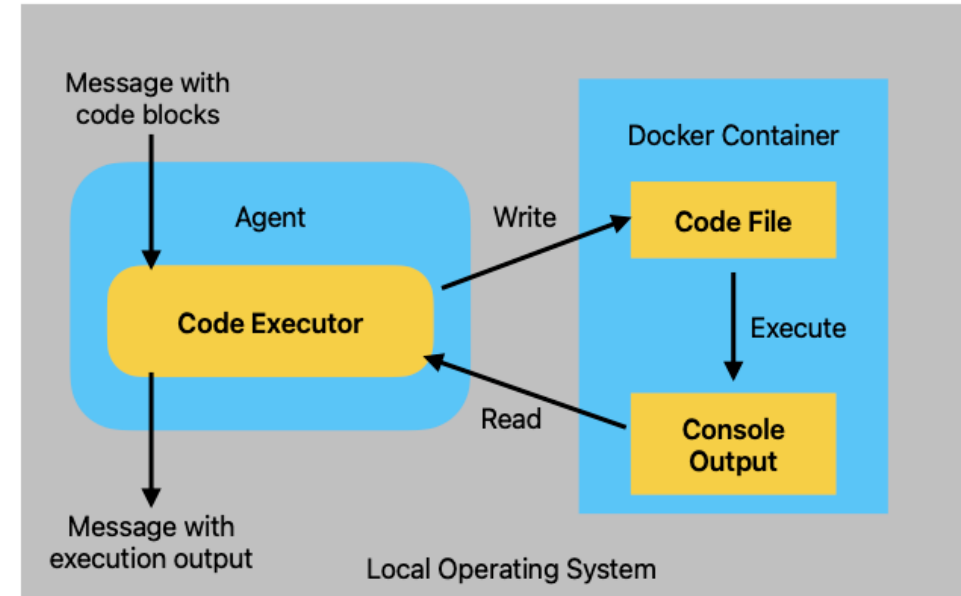 Message with
code blocks
Agent
Code Executor
Write
Read
Docker Container
Code File
Execute
Console
Output
Message with
execution output
Local Operating System